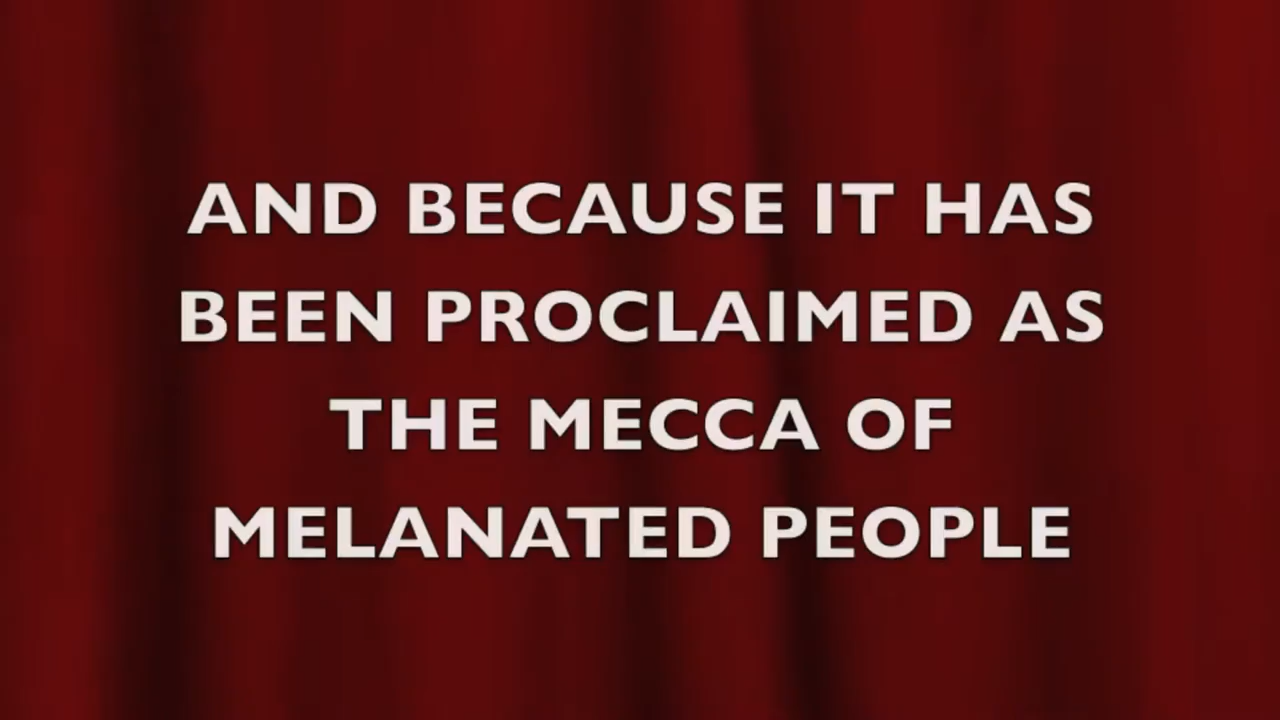 AND BECAUSE IT HAS
BEEN PROCLAIMED AS
THE MECCA OF
MELANATED PEOPLE